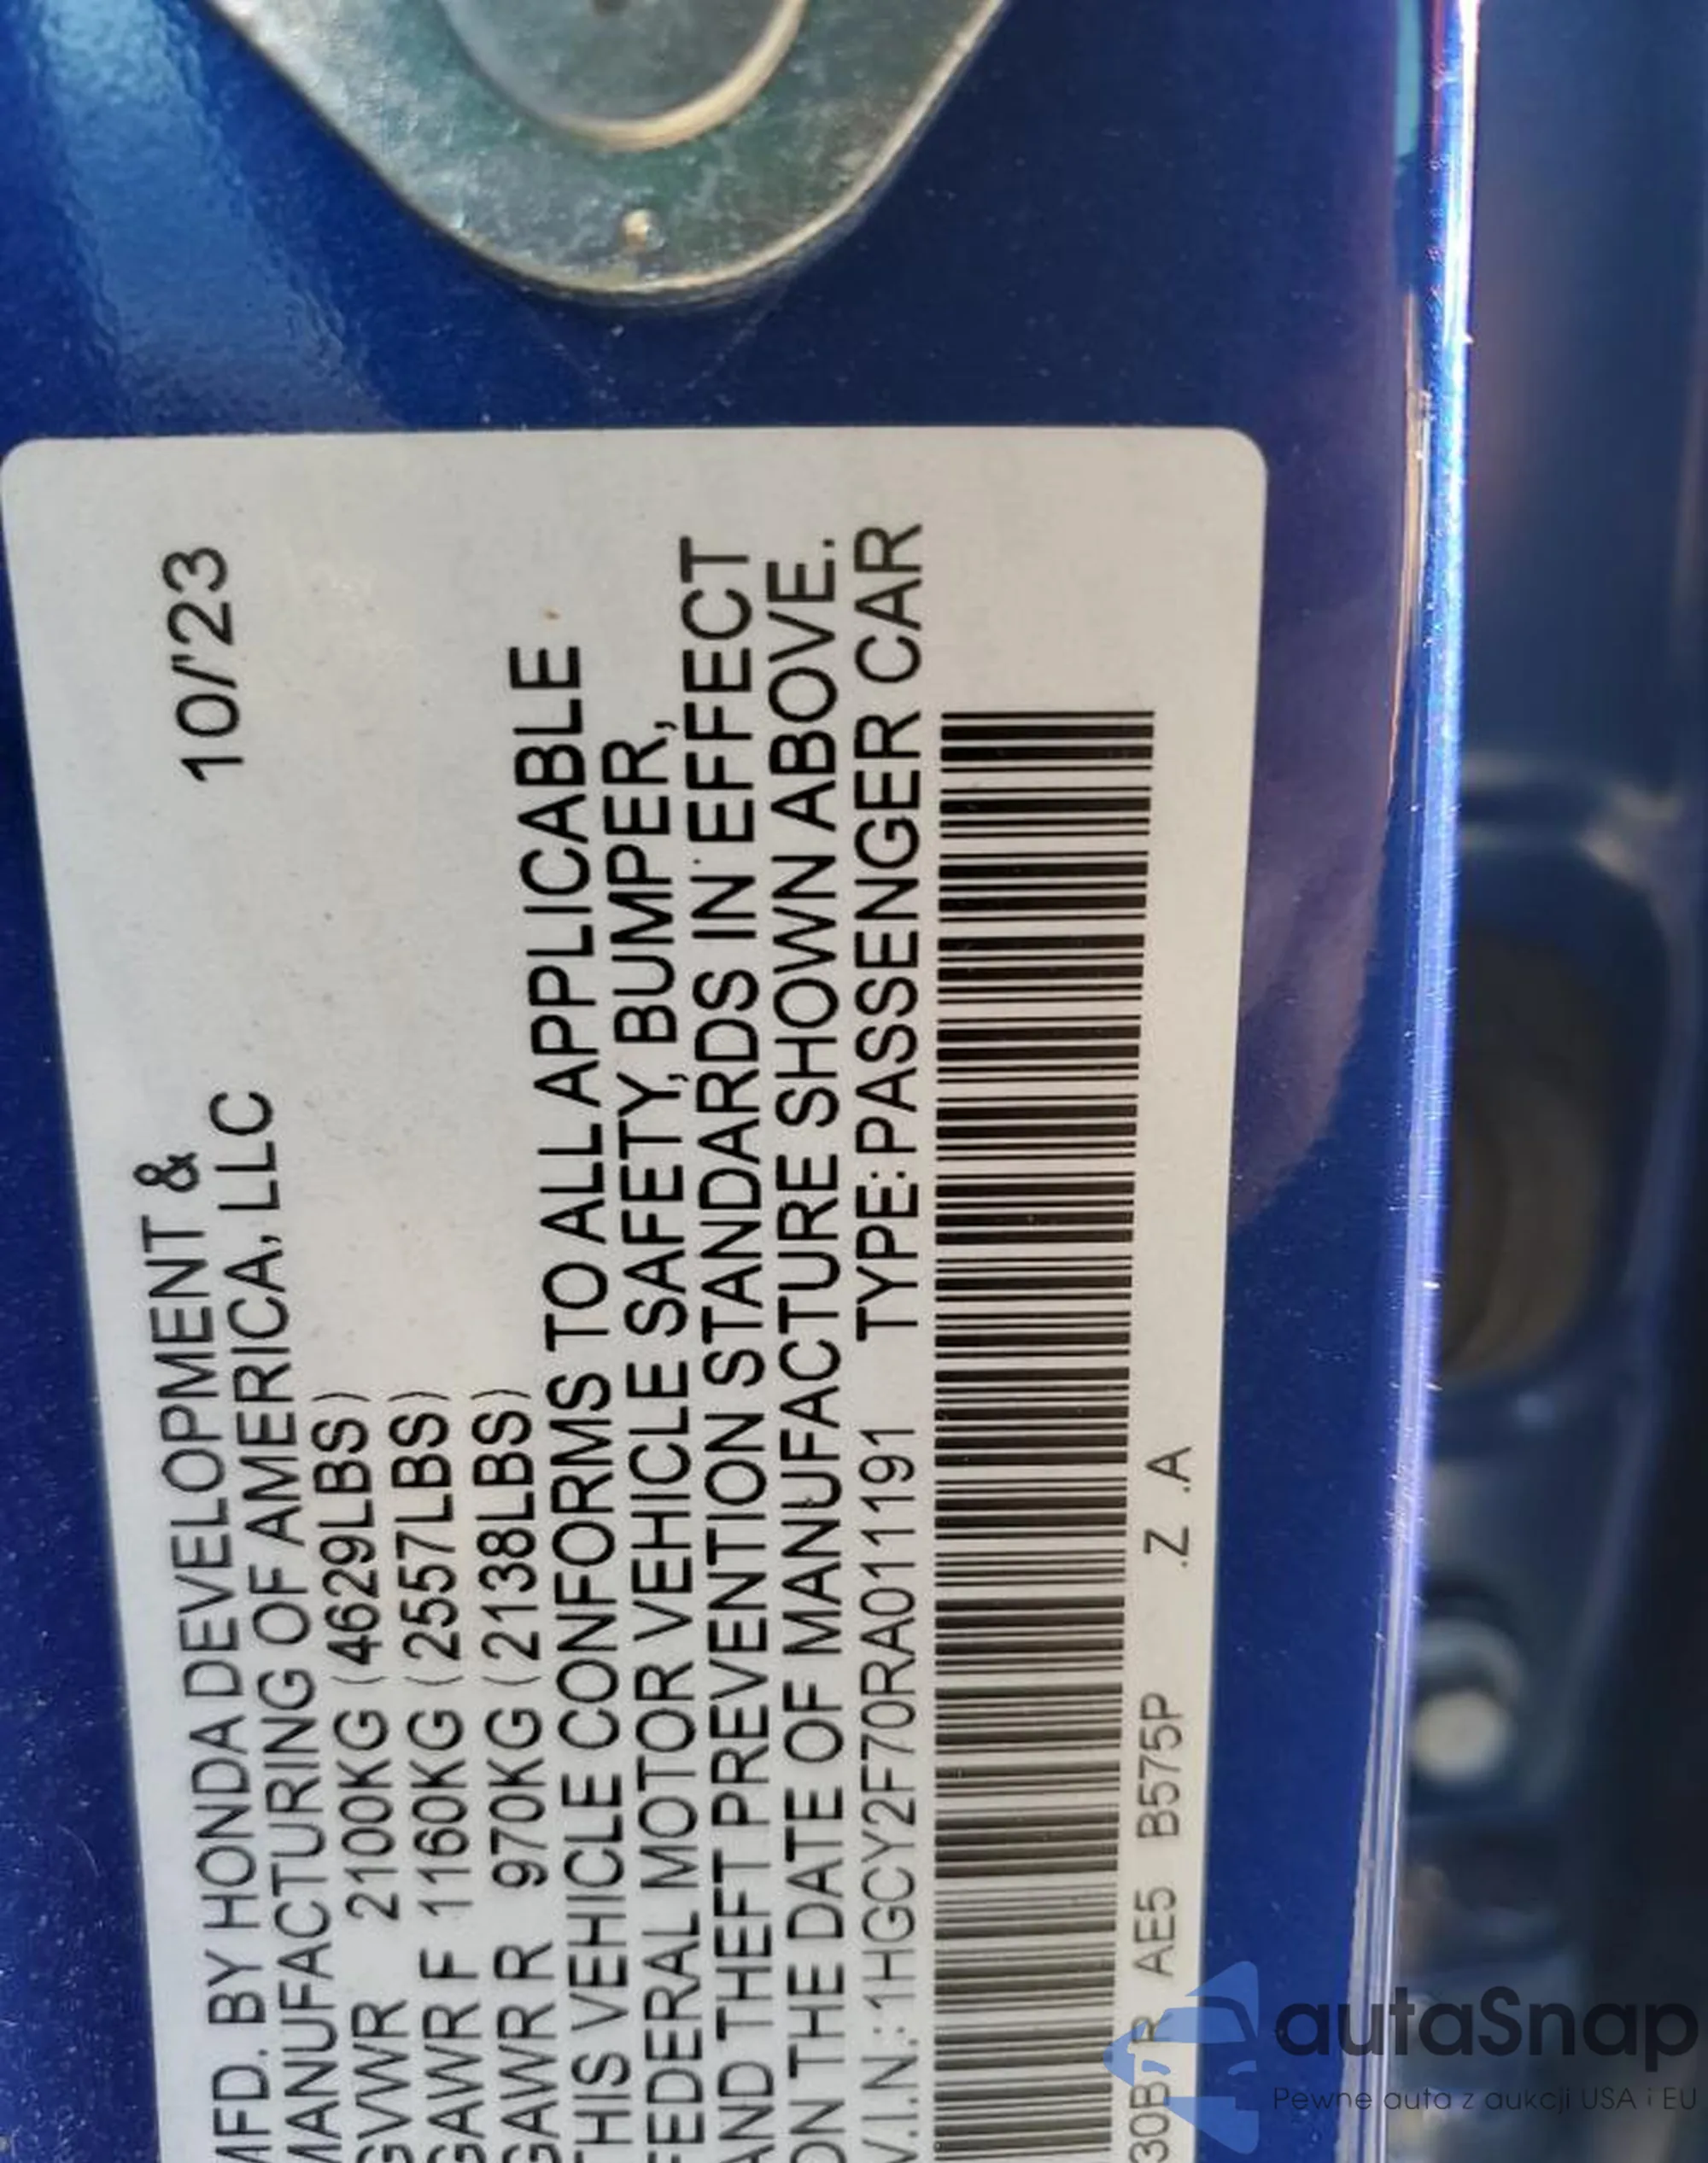 MFD. BY HONDA DEVELOPMENT & 10/'23
MANUFACTURING OF AMERICA, LLC
GVWR 2100KG (4629LBS)
GAWR F 1160KG (2557LBS)
GAWR R 970KG (2138LBS)
THIS VEHICLE CONFORMS TO ALL APPLICABLE
FEDERAL MOTOR VEHICLE SAFETY, BUMPER,
AND THEFT PREVENTION STANDARDS IN EFFECT
ON THE DATE OF MANUFACTURE SHOWN ABOVE.
V.I.N.: 1HGCY2F70RA011191 TYPE: PASSENGER CAR
AE5 B575P .Z .A
autaSnap
Pewne auta z aukcji USA i EU